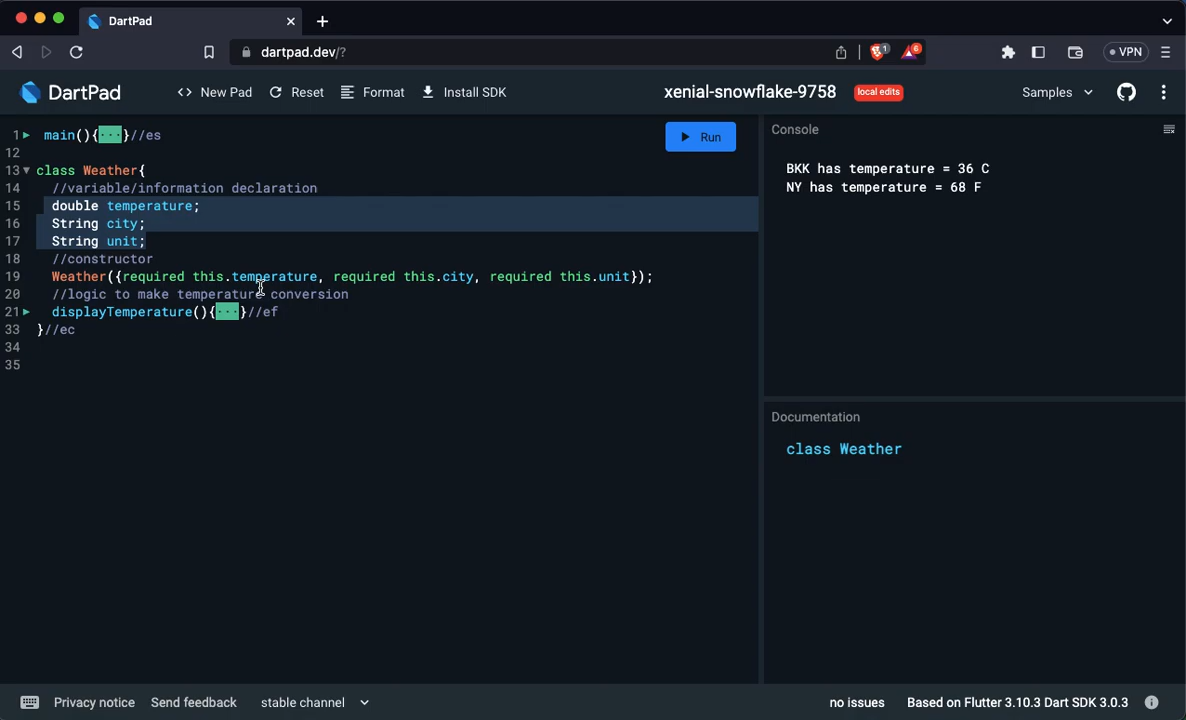 DartPad
dartpad.dev/?
1
6
VPN
DartPad
<> New Pad
Reset
Format
Install SDK
xenial-snowflake-9758
local edits
Samples
1 main(){...}//es
12
13 class Weather{
14 //variable/information declaration
15 double temperature;
16 String city;
17 String unit;
18 //constructor
19 Weather({required this.temperature, required this.city, required this.unit});
20 //logic to make temperature conversion
21 displayTemperature(){...}//ef
33 }//ec
34
35
Run
Console
BKK has temperature = 36 C
NY has temperature = 68 F
Documentation
class Weather
Privacy notice
Send feedback
stable channel
no issues
Based on Flutter 3.10.3 Dart SDK 3.0.3